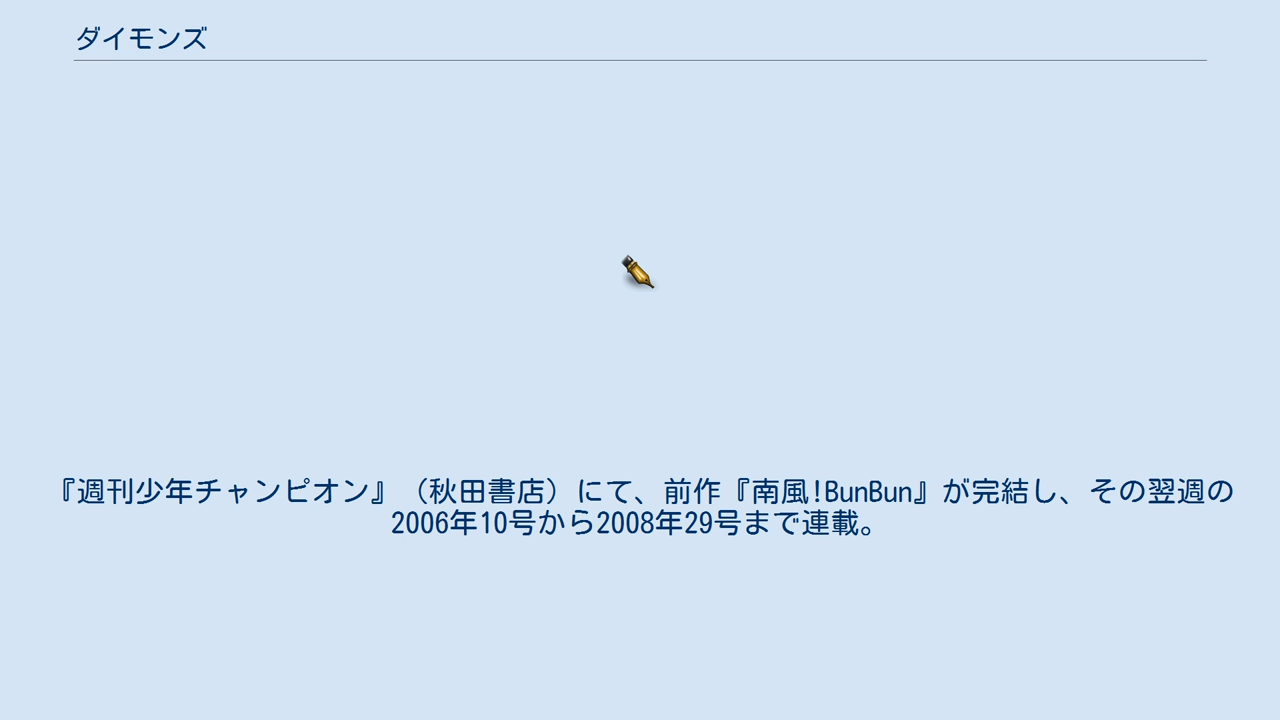 ダイモンズ
『週刊少年チャンピオン』（秋田書店）にて、前作『南風!BunBun』が完結し、その翌週の
2006年10号から2008年29号まで連載。